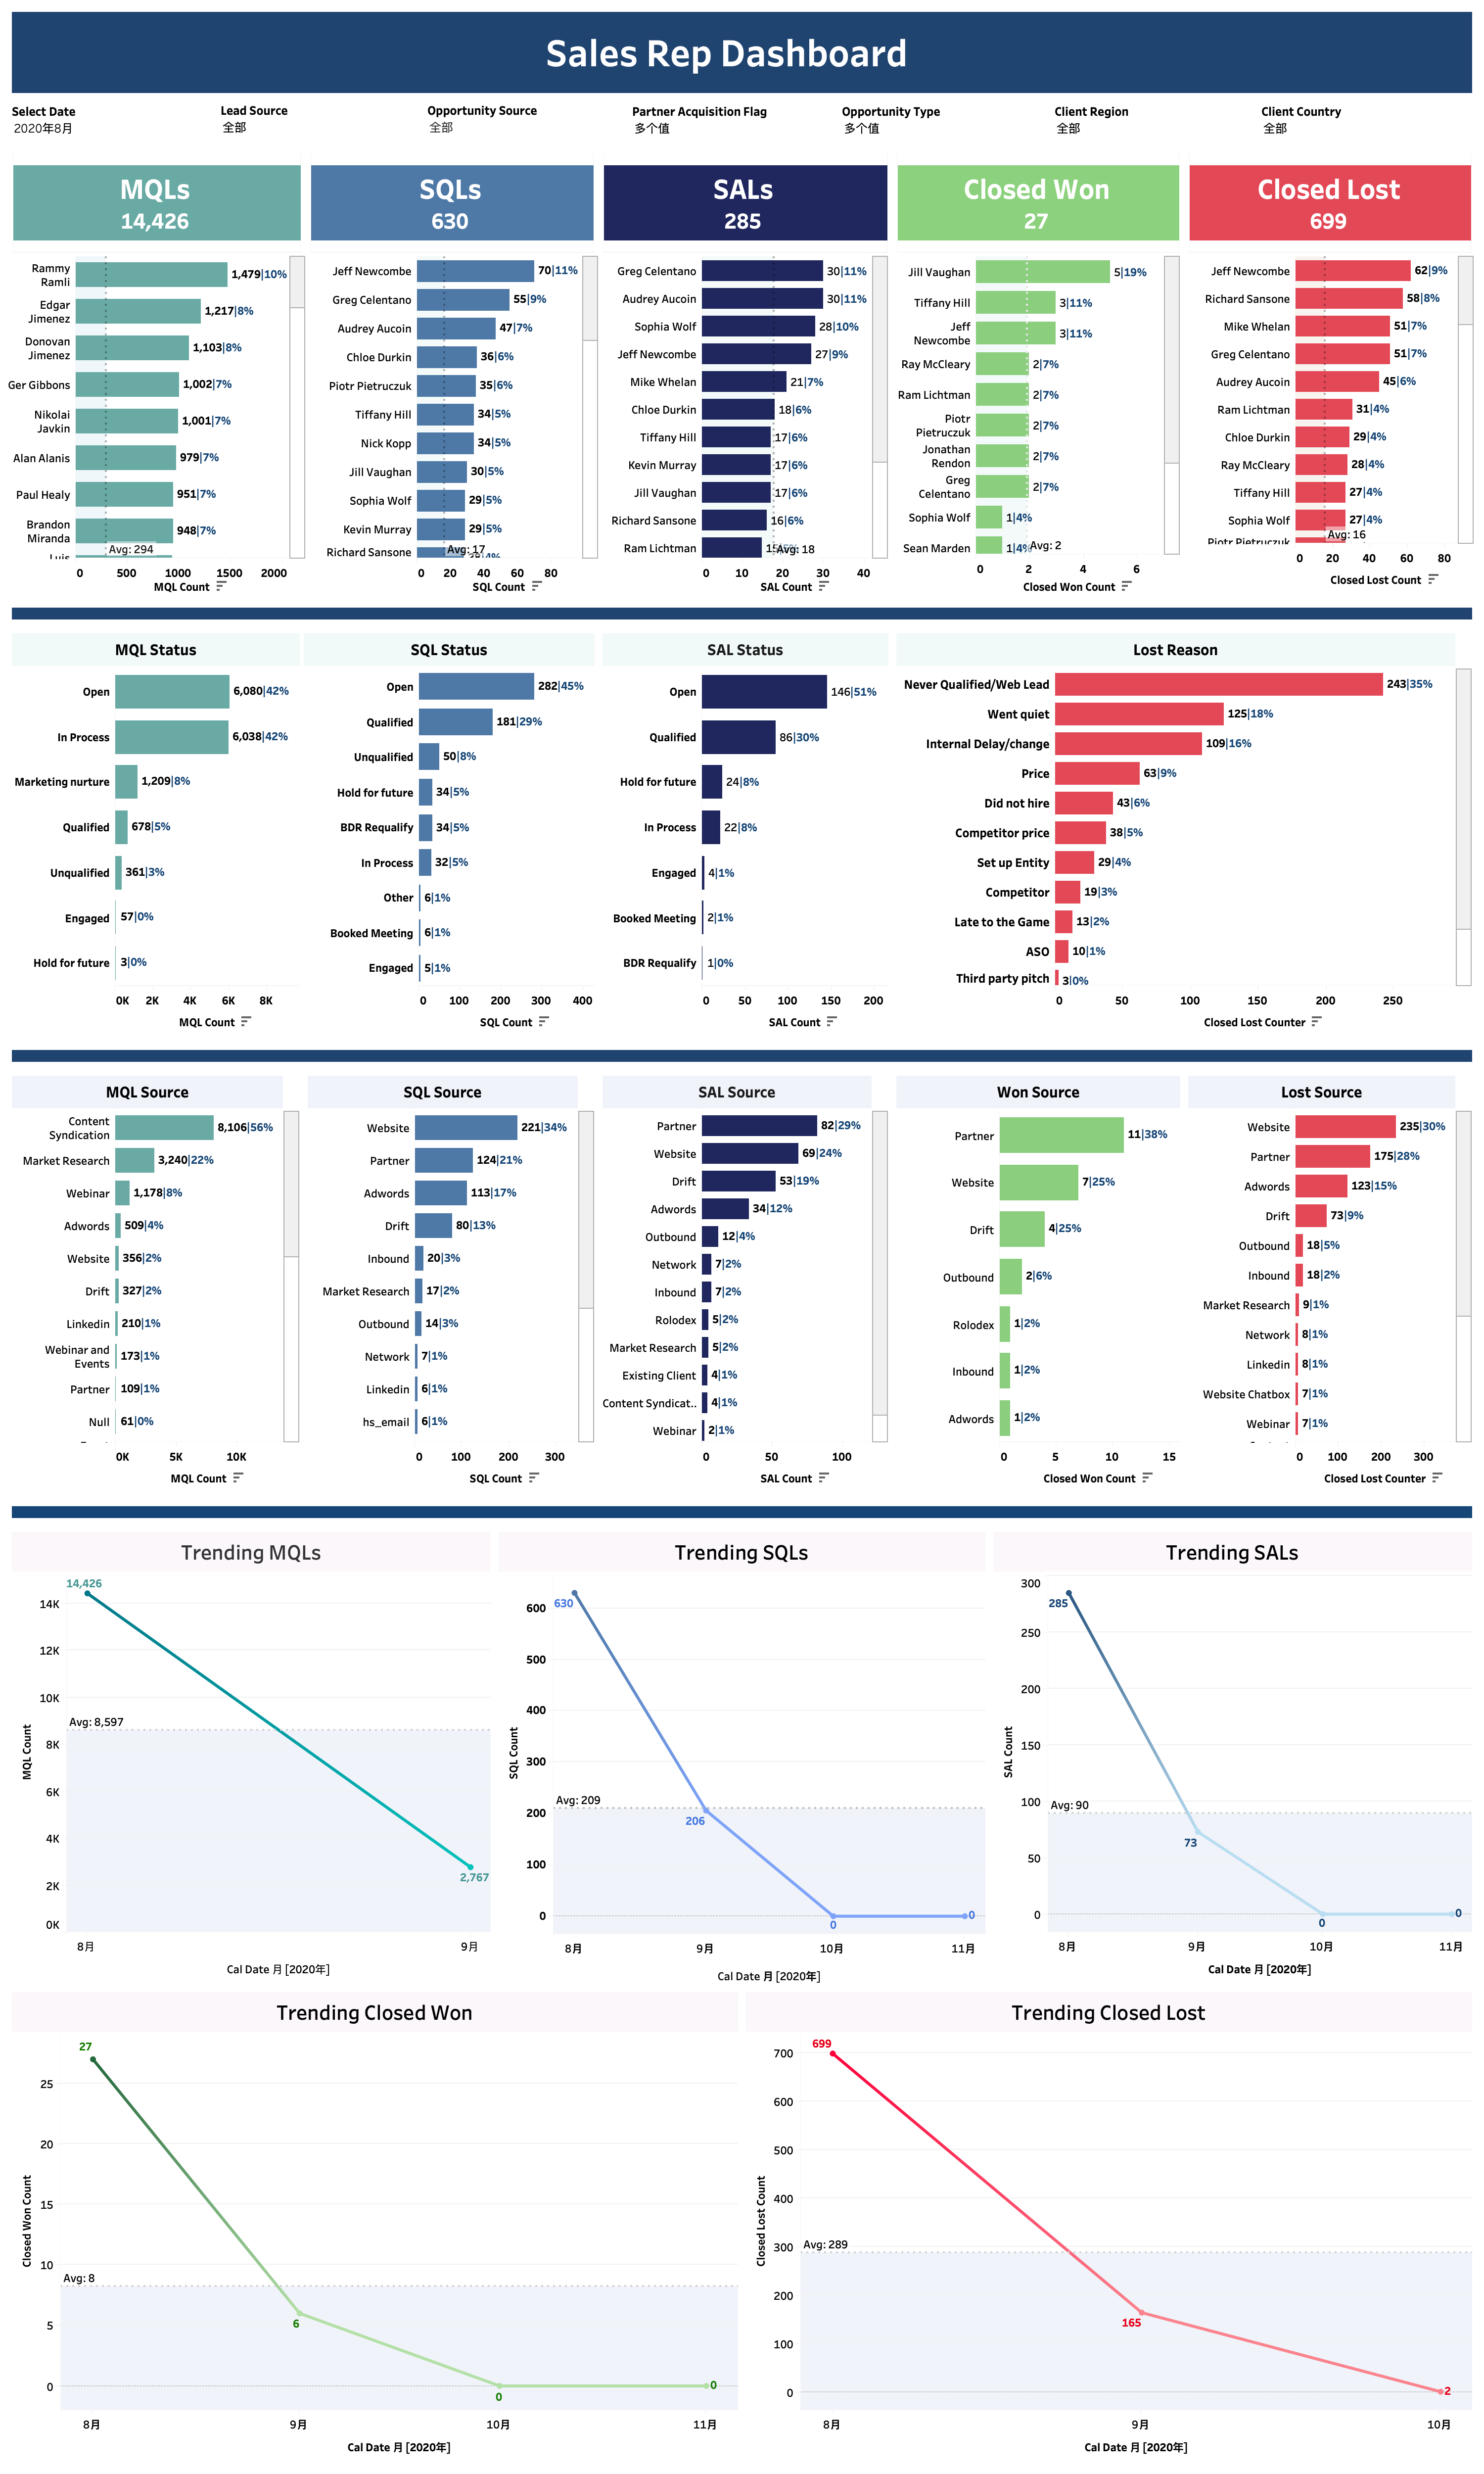 Sales Rep Dashboard
Select Date
2020年8月
Lead Source
全部
Opportunity Source
全部
Partner Acquisition Flag
多个值
Opportunity Type
多个值
Client Region
全部
Client Country
全部
MQLs
14,426
SQLs
630
SALs
285
Closed Won
27
Closed Lost
699
Rammy
Ramli
1,479|10%
Edgar
Jimenez
1,217|8%
Donovan
Jimenez
1,103|8%
Ger Gibbons
1,002|7%
Nikolai
Javkin
1,001|7%
Alan Alanis
979|7%
Paul Healy
951|7%
Brandon
Miranda
948|7%
Avg: 294
0 500 1000 1500 2000
MQL Count
Jeff Newcombe 70|11%
Greg Celentano 55|9%
Audrey Aucoin 47|7%
Chloe Durkin 36|6%
Piotr Pietruczuk 35|6%
Tiffany Hill 34|5%
Nick Kopp 34|5%
Jill Vaughan 30|5%
Sophia Wolf 29|5%
Kevin Murray 29|5%
Richard Sansone
Avg: 17
0 20 40 60 80
SQL Count
Greg Celentano 30|11%
Audrey Aucoin 30|11%
Sophia Wolf 28|10%
Jeff Newcombe 27|9%
Mike Whelan 21|7%
Chloe Durkin 18|6%
Tiffany Hill 17|6%
Kevin Murray 17|6%
Jill Vaughan 17|6%
Richard Sansone 16|6%
Ram Lichtman
Avg: 18
0 10 20 30 40
SAL Count
Jill Vaughan 5|19%
Tiffany Hill 3|11%
Jeff
Newcombe
3|11%
Ray McCleary 2|7%
Ram Lichtman 2|7%
Piotr
Pietruczuk
2|7%
Jonathan
Rendon
2|7%
Greg
Celentano
2|7%
Sophia Wolf 1|4%
Sean Marden 1|4%
Avg: 2
0 2 4 6
Closed Won Count
Jeff Newcombe 62|9%
Richard Sansone 58|8%
Mike Whelan 51|7%
Greg Celentano 51|7%
Audrey Aucoin 45|6%
Ram Lichtman 31|4%
Chloe Durkin 29|4%
Ray McCleary 28|4%
Tiffany Hill 27|4%
Sophia Wolf 27|4%
Piotr Pietruczuk
Avg: 16
0 20 40 60 80
Closed Lost Count
MQL Status
Open 6,080|42%
In Process 6,038|42%
Marketing nurture 1,209|8%
Qualified 678|5%
Unqualified 361|3%
Engaged 57|0%
Hold for future 3|0%
0K 2K 4K 6K 8K
MQL Count
SQL Status
Open 282|45%
Qualified 181|29%
Unqualified 50|8%
Hold for future 34|5%
BDR Requalify 34|5%
In Process 32|5%
Other 6|1%
Booked Meeting 6|1%
Engaged 5|1%
0 100 200 300 400
SQL Count
SAL Status
Open 146|51%
Qualified 86|30%
Hold for future 24|8%
In Process 22|8%
Engaged 4|1%
Booked Meeting 2|1%
BDR Requalify 1|0%
0 50 100 150 200
SAL Count
Lost Reason
Never Qualified/Web Lead 243|35%
Went quiet 125|18%
Internal Delay/change 109|16%
Price 63|9%
Did not hire 43|6%
Competitor price 38|5%
Set up Entity 29|4%
Competitor 19|3%
Late to the Game 13|2%
ASO 10|1%
Third party pitch 3|0%
0 50 100 150 200 250
Closed Lost Counter
MQL Source
Content
Syndication
8,106|56%
Market Research 3,240|22%
Webinar 1,178|8%
Adwords 509|4%
Website 356|2%
Drift 327|2%
Linkedin 210|1%
Webinar and
Events
173|1%
Partner 109|1%
Null 61|0%
0K 5K 10K
MQL Count
SQL Source
Website 221|34%
Partner 124|21%
Adwords 113|17%
Drift 80|13%
Inbound 20|3%
Market Research 17|2%
Outbound 14|3%
Network 7|1%
Linkedin 6|1%
hs_email 6|1%
0 100 200 300
SQL Count
SAL Source
Partner 82|29%
Website 69|24%
Drift 53|19%
Adwords 34|12%
Outbound 12|4%
Network 7|2%
Inbound 7|2%
Rolodex 5|2%
Market Research 5|2%
Existing Client 4|1%
Content Syndicat.. 4|1%
Webinar 2|1%
0 50 100
SAL Count
Won Source
Partner 11|38%
Website 7|25%
Drift 4|25%
Outbound 2|6%
Rolodex 1|2%
Inbound 1|2%
Adwords 1|2%
0 5 10 15
Closed Won Count
Lost Source
Website 235|30%
Partner 175|28%
Adwords 123|15%
Drift 73|9%
Outbound 18|5%
Inbound 18|2%
Market Research 9|1%
Network 8|1%
Linkedin 8|1%
Website Chatbox 7|1%
Webinar 7|1%
0 100 200 300
Closed Lost Counter
Trending MQLs
14,426
14K
12K
10K
Avg: 8,597
8K
6K
4K
2,767
2K
0K
MQL Count
8月 9月
Cal Date 月 [2020年]
Trending SQLs
630
600
500
400
300
Avg: 209
200
206
100
0
0 0
SQL Count
8月 9月 10月 11月
Cal Date 月 [2020年]
Trending SALs
300
285
250
200
150
100
Avg: 90
73
50
0
0 0
SAL Count
8月 9月 10月 11月
Cal Date 月 [2020年]
Trending Closed Won
27
25
20
15
10
Avg: 8
6
5
0
0 0
Closed Won Count
8月 9月 10月 11月
Cal Date 月 [2020年]
Trending Closed Lost
699
700
600
500
400
300
Avg: 289
200
165
100
0
2
Closed Lost Count
8月 9月 10月
Cal Date 月 [2020年]